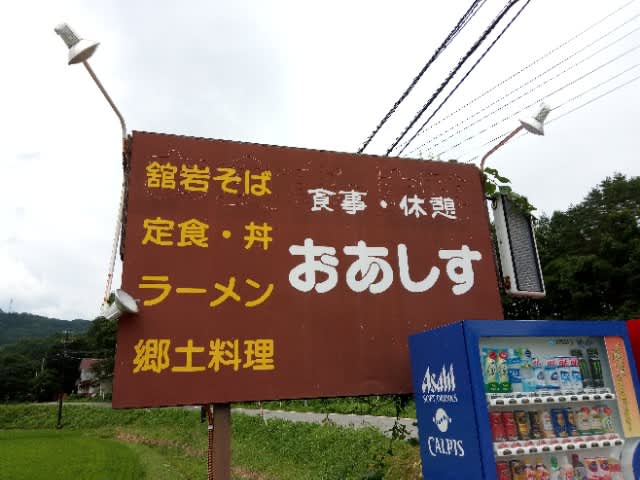 舘岩そば
定食・丼
ラーメン
郷土料理
食事・休憩
おあしす
Asahi
SOFT DRINKS
CALPIS